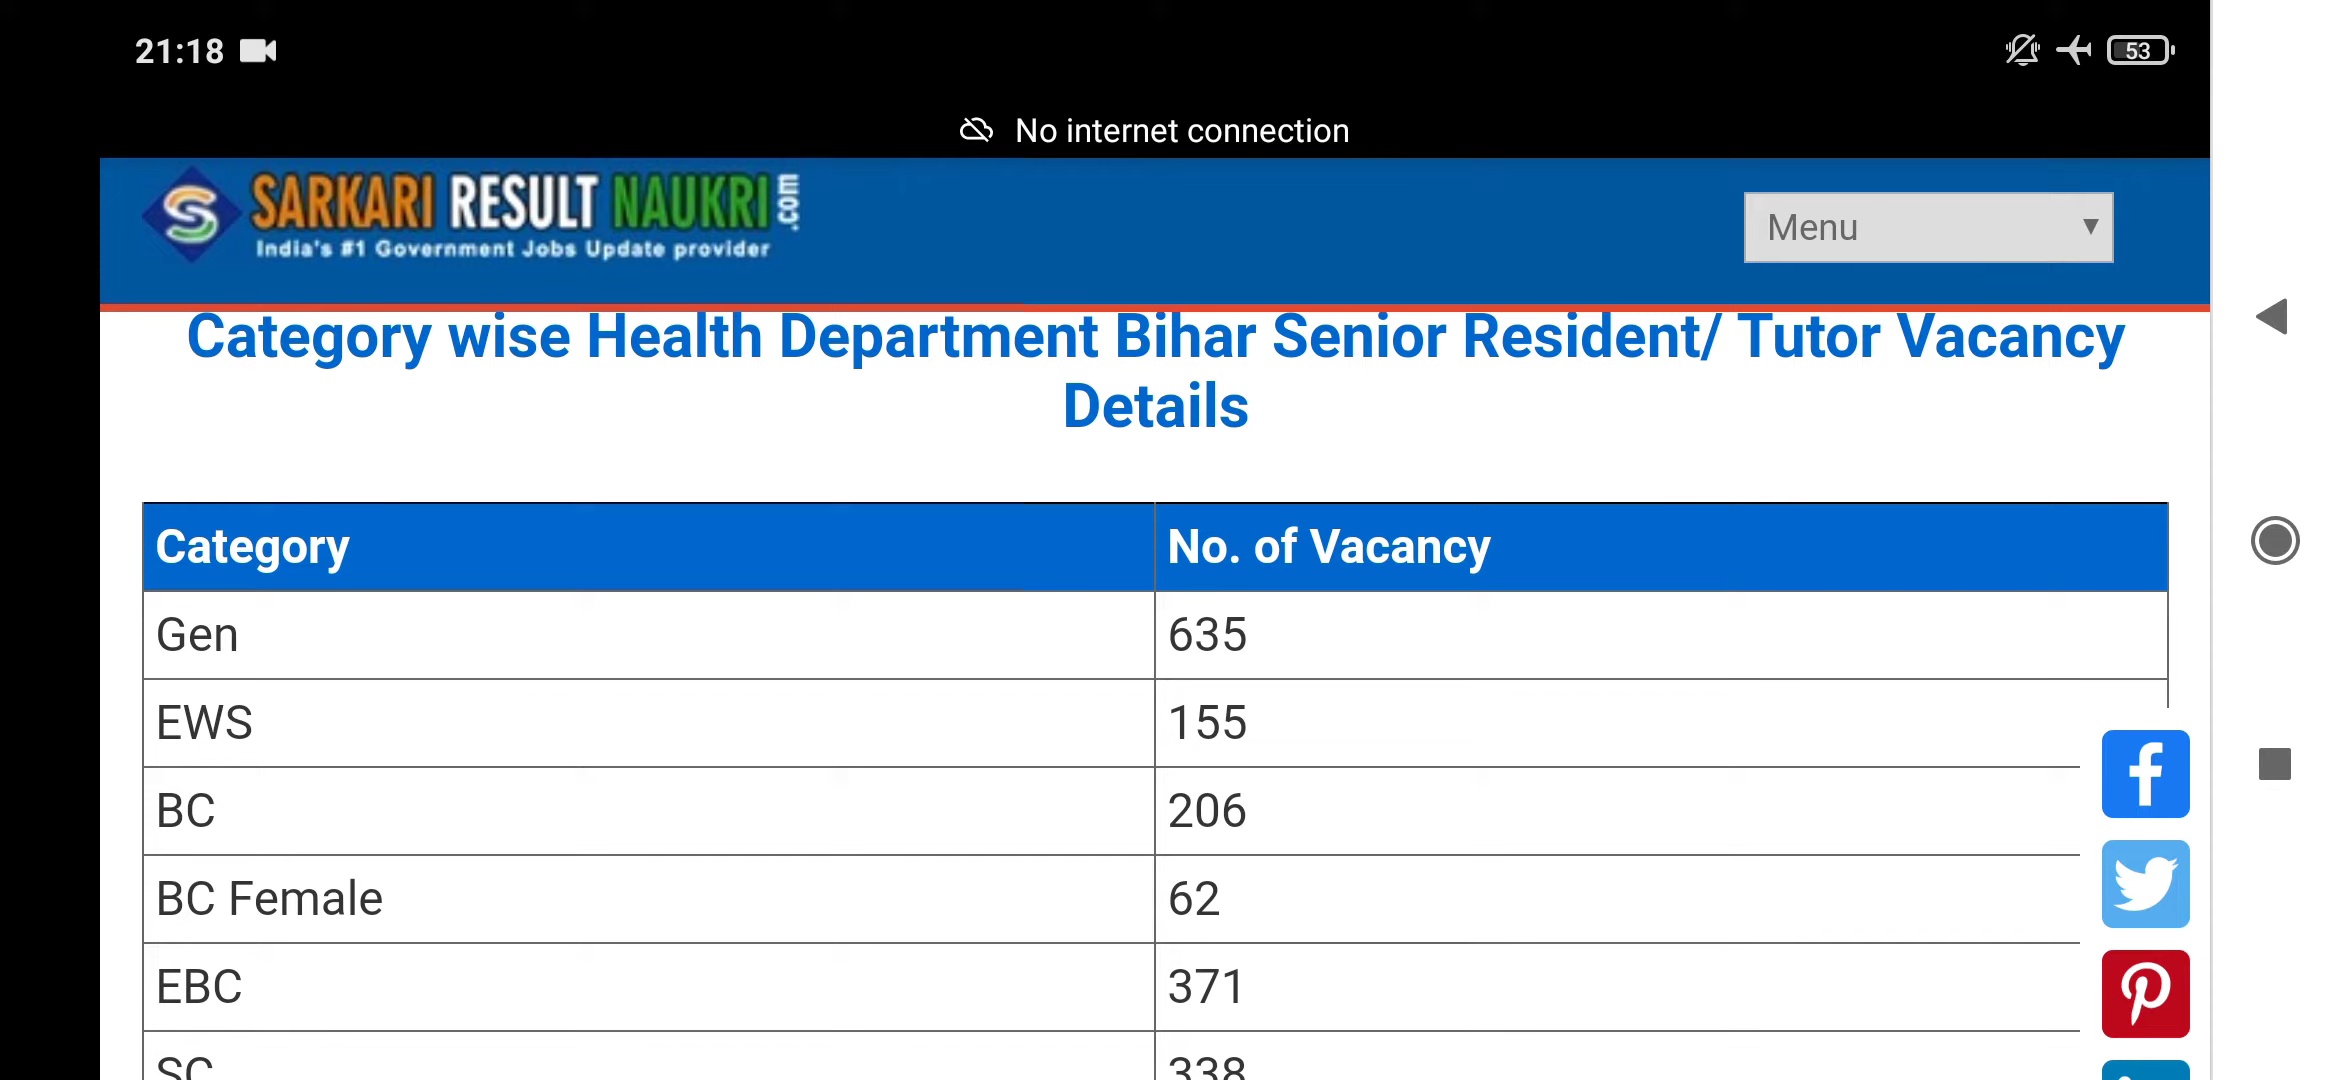 21:18
53
No internet connection
SARKARI RESULT NAUKRI .com
India's #1 Government Jobs Update provider
Menu
Category wise Health Department Bihar Senior Resident/ Tutor Vacancy
Details
Category No. of Vacancy
Gen 635
EWS 155
BC 206
BC Female 62
EBC 371
SC 338